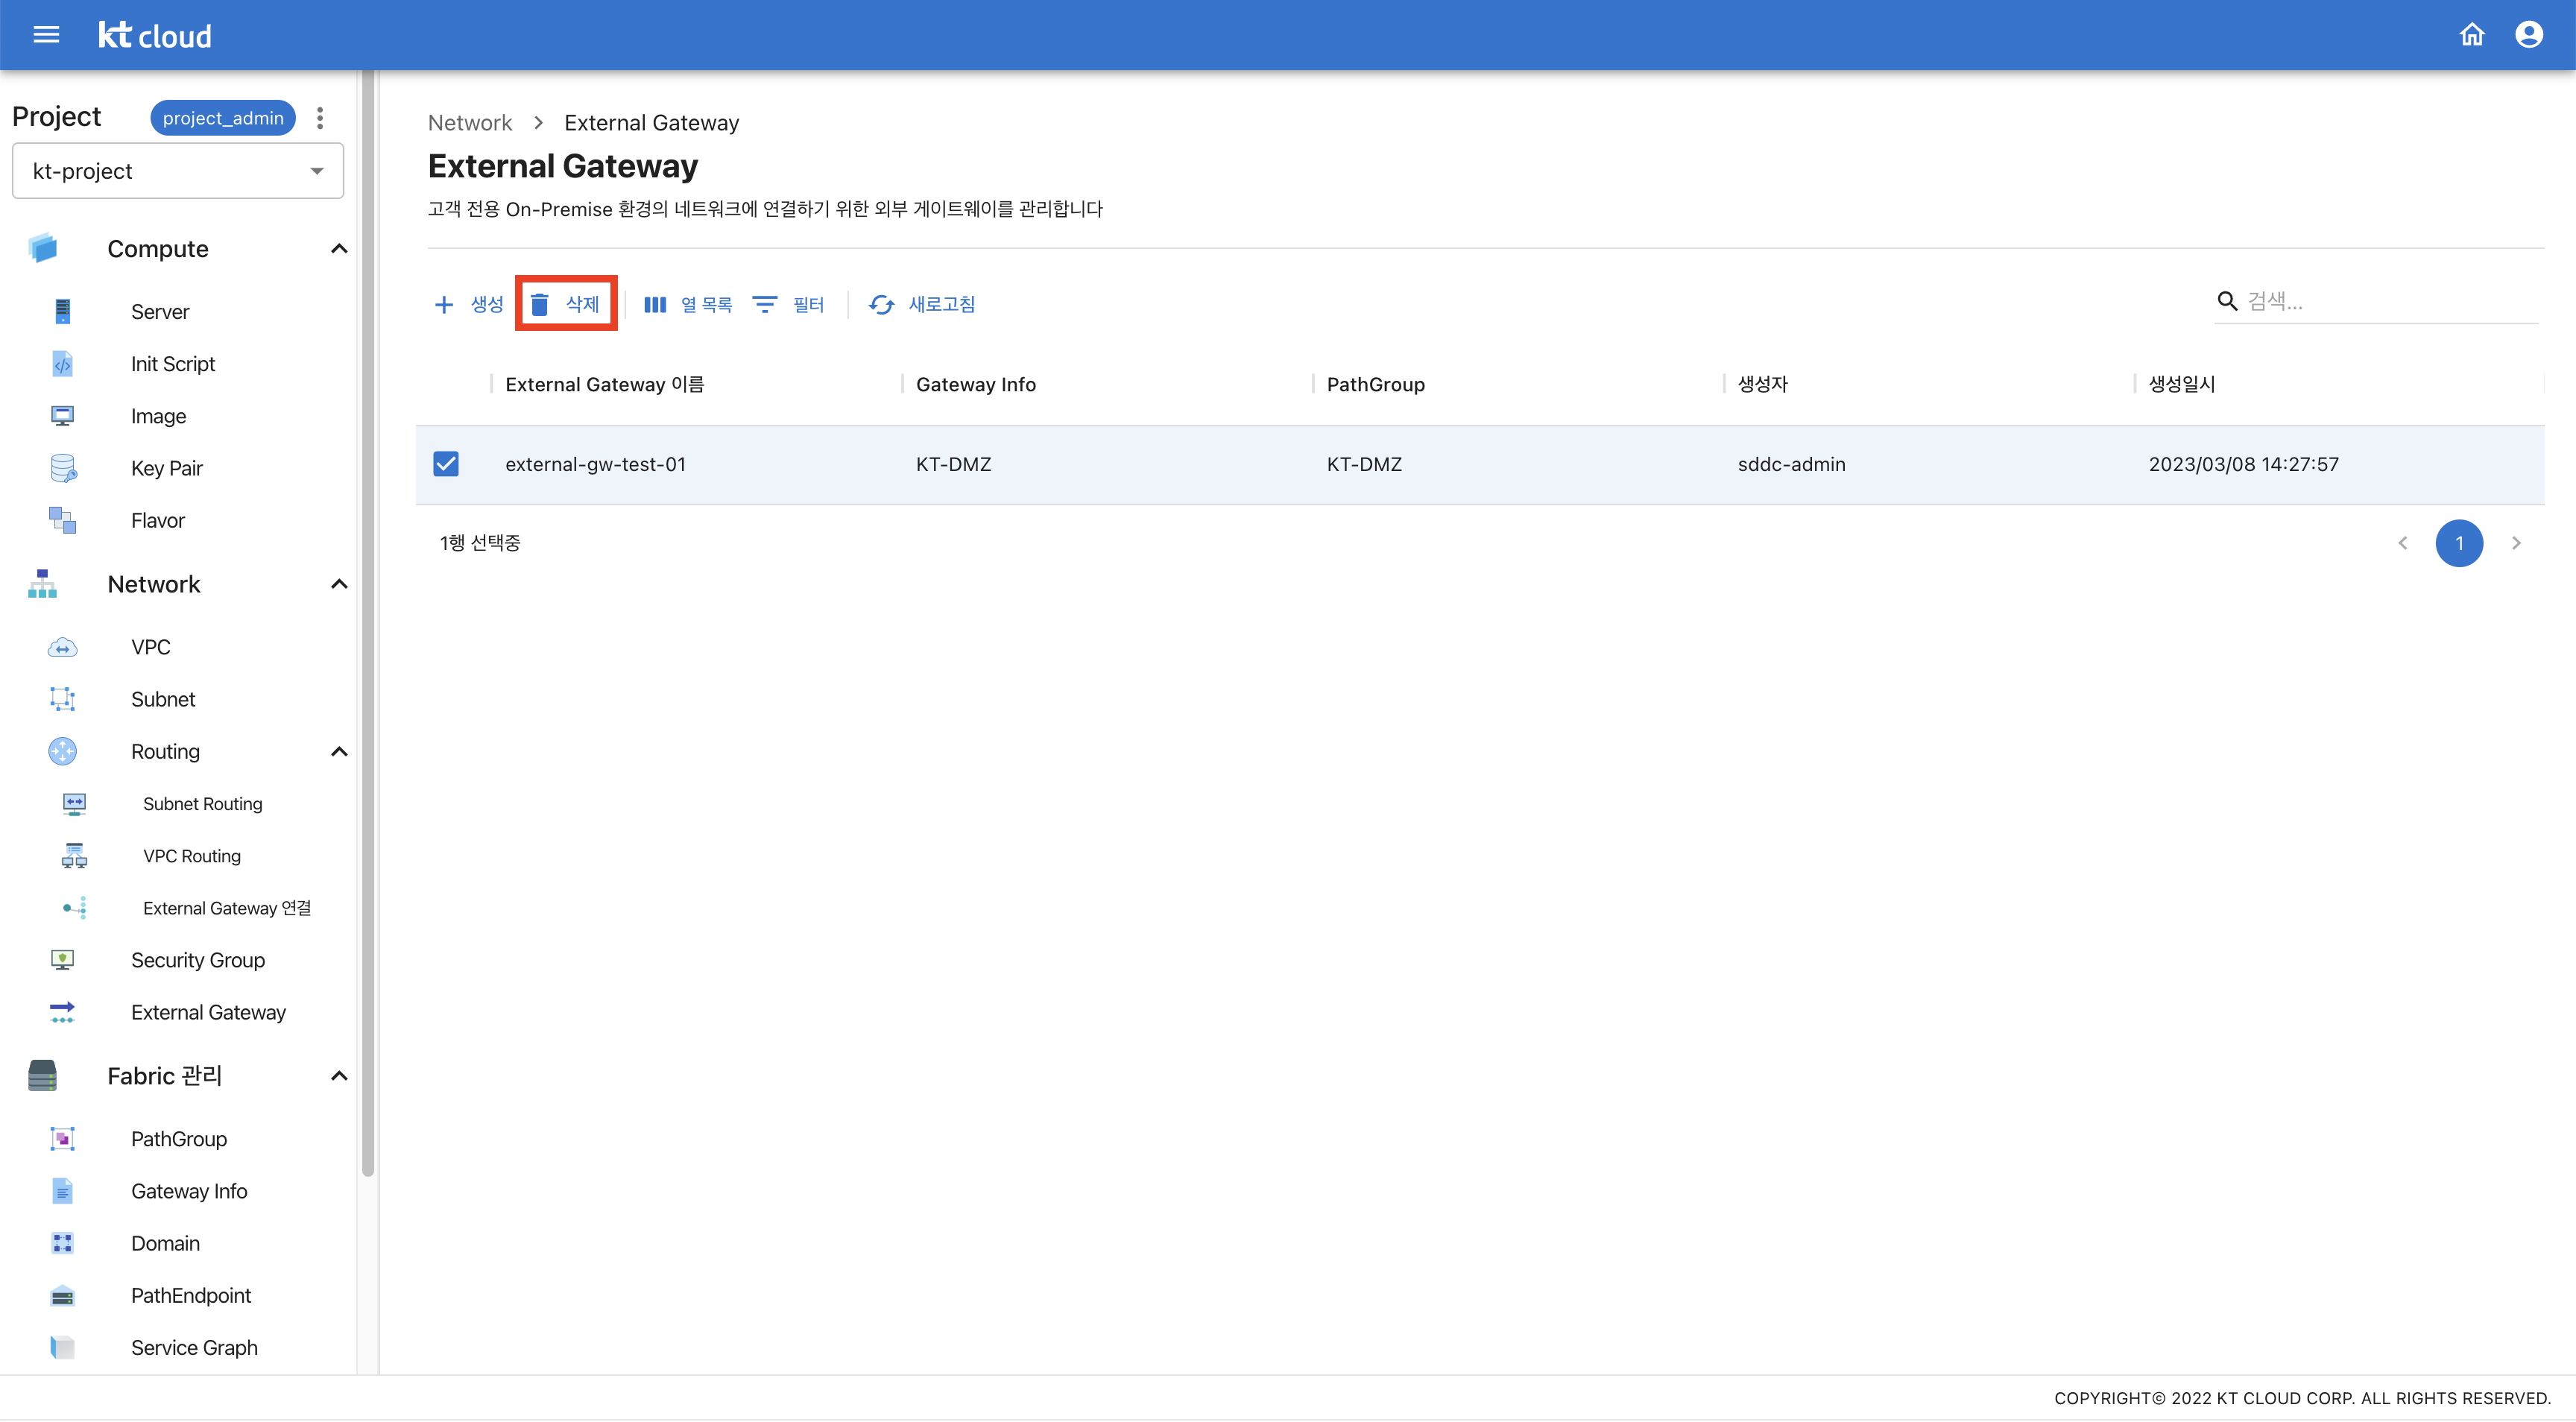 kt cloud
Project
project_admin
kt-project
Compute
Server
Init Script
Image
Key Pair
Flavor
Network
VPC
Subnet
Routing
Subnet Routing
VPC Routing
External Gateway 연결
Security Group
External Gateway
Fabric 관리
PathGroup
Gateway Info
Domain
PathEndpoint
Service Graph
Network > External Gateway
External Gateway
고객 전용 On-Premise 환경의 네트워크에 연결하기 위한 외부 게이트웨이를 관리합니다
생성 삭제 열 목록 필터 새로고침 검색...
External Gateway 이름 Gateway Info PathGroup 생성자 생성일시
external-gw-test-01 KT-DMZ KT-DMZ sddc-admin 2023/03/08 14:27:57
1행 선택중
1
COPYRIGHT© 2022 KT CLOUD CORP. ALL RIGHTS RESERVED.